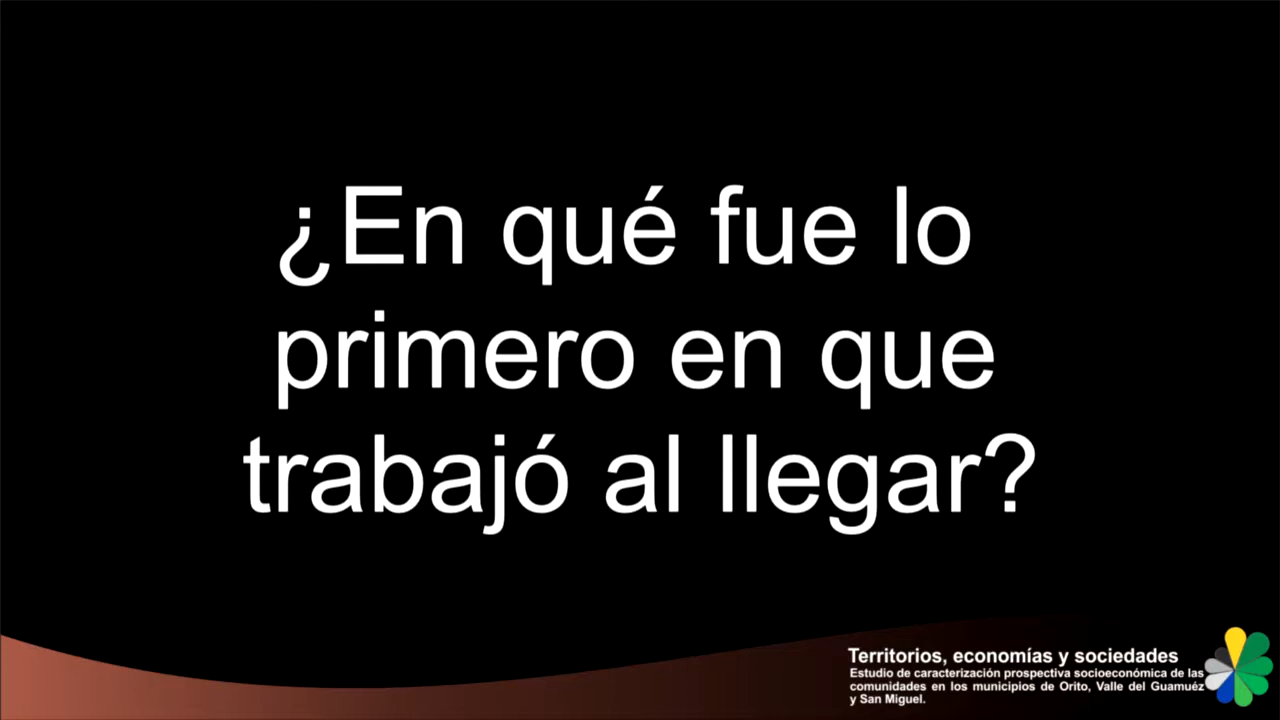 ¿En qué fue lo
primero en que
trabajó al llegar?
Territorios, economías y sociedades
Estudio de caracterización prospectiva socioeconómica de las
comunidades en los municipios de Orito, Valle del Guamuéz
y San Miguel.